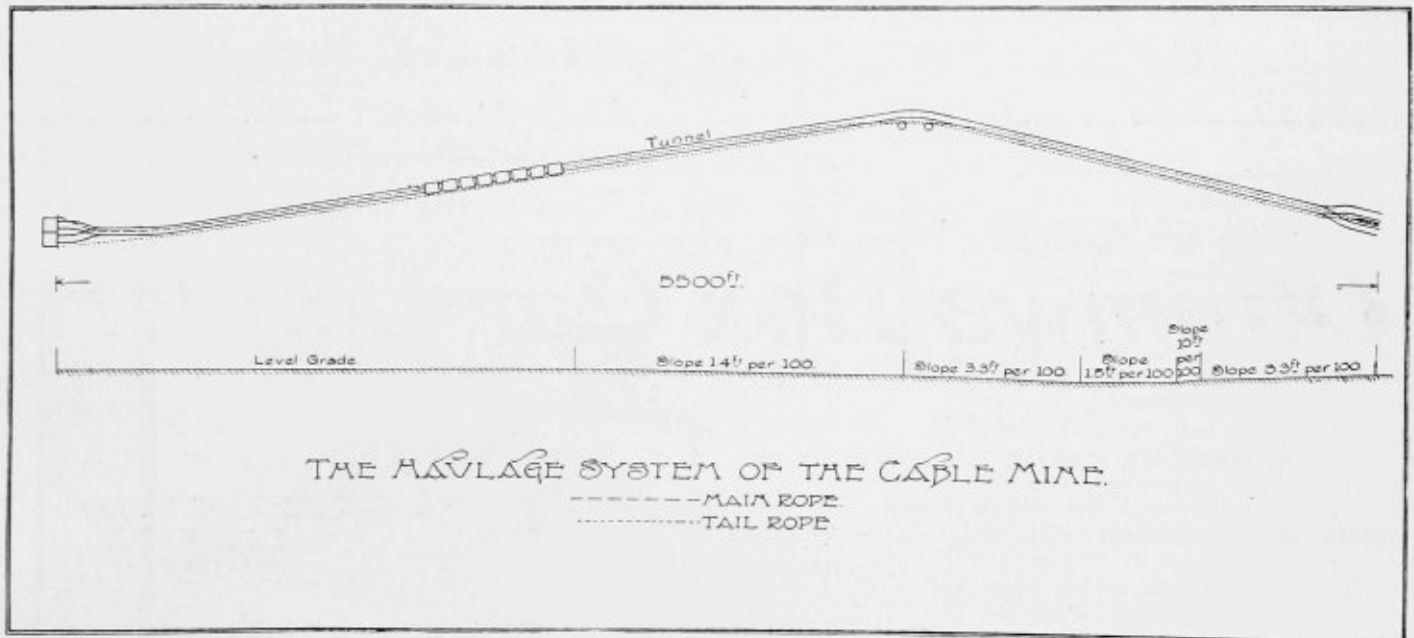 Tunnel
5500ft.
Level Grade
Slope 14ft per 100.
Slope 3.3ft per 100
Slope
1.5ft per 100
Slope
10ft
per
100
Slope 3.3ft per 100
THE HAULAGE SYSTEM OF THE CABLE MINE.
MAIN ROPE.
TAIL ROPE